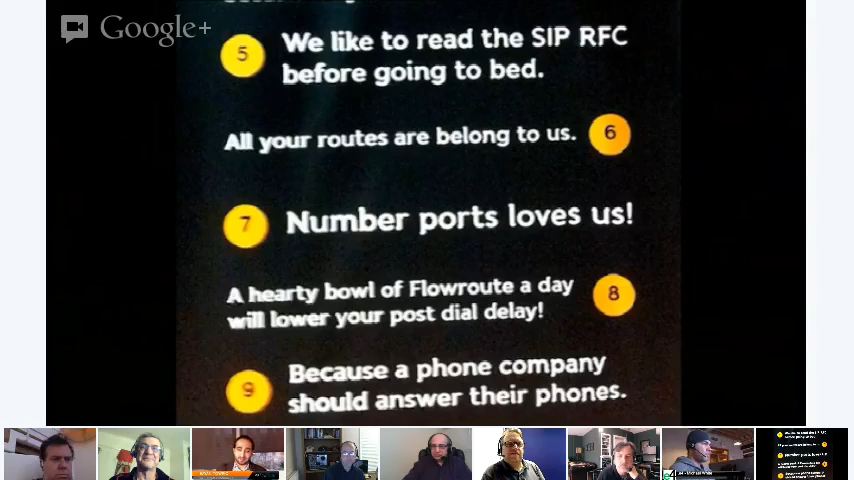 Google+
5
We like to read the SIP RFC
before going to bed.
All your routes are belong to us.
6
7
Number ports loves us!
A hearty bowl of Flowroute a day
will lower your post dial delay!
8
9
Because a phone company
should answer their phones.